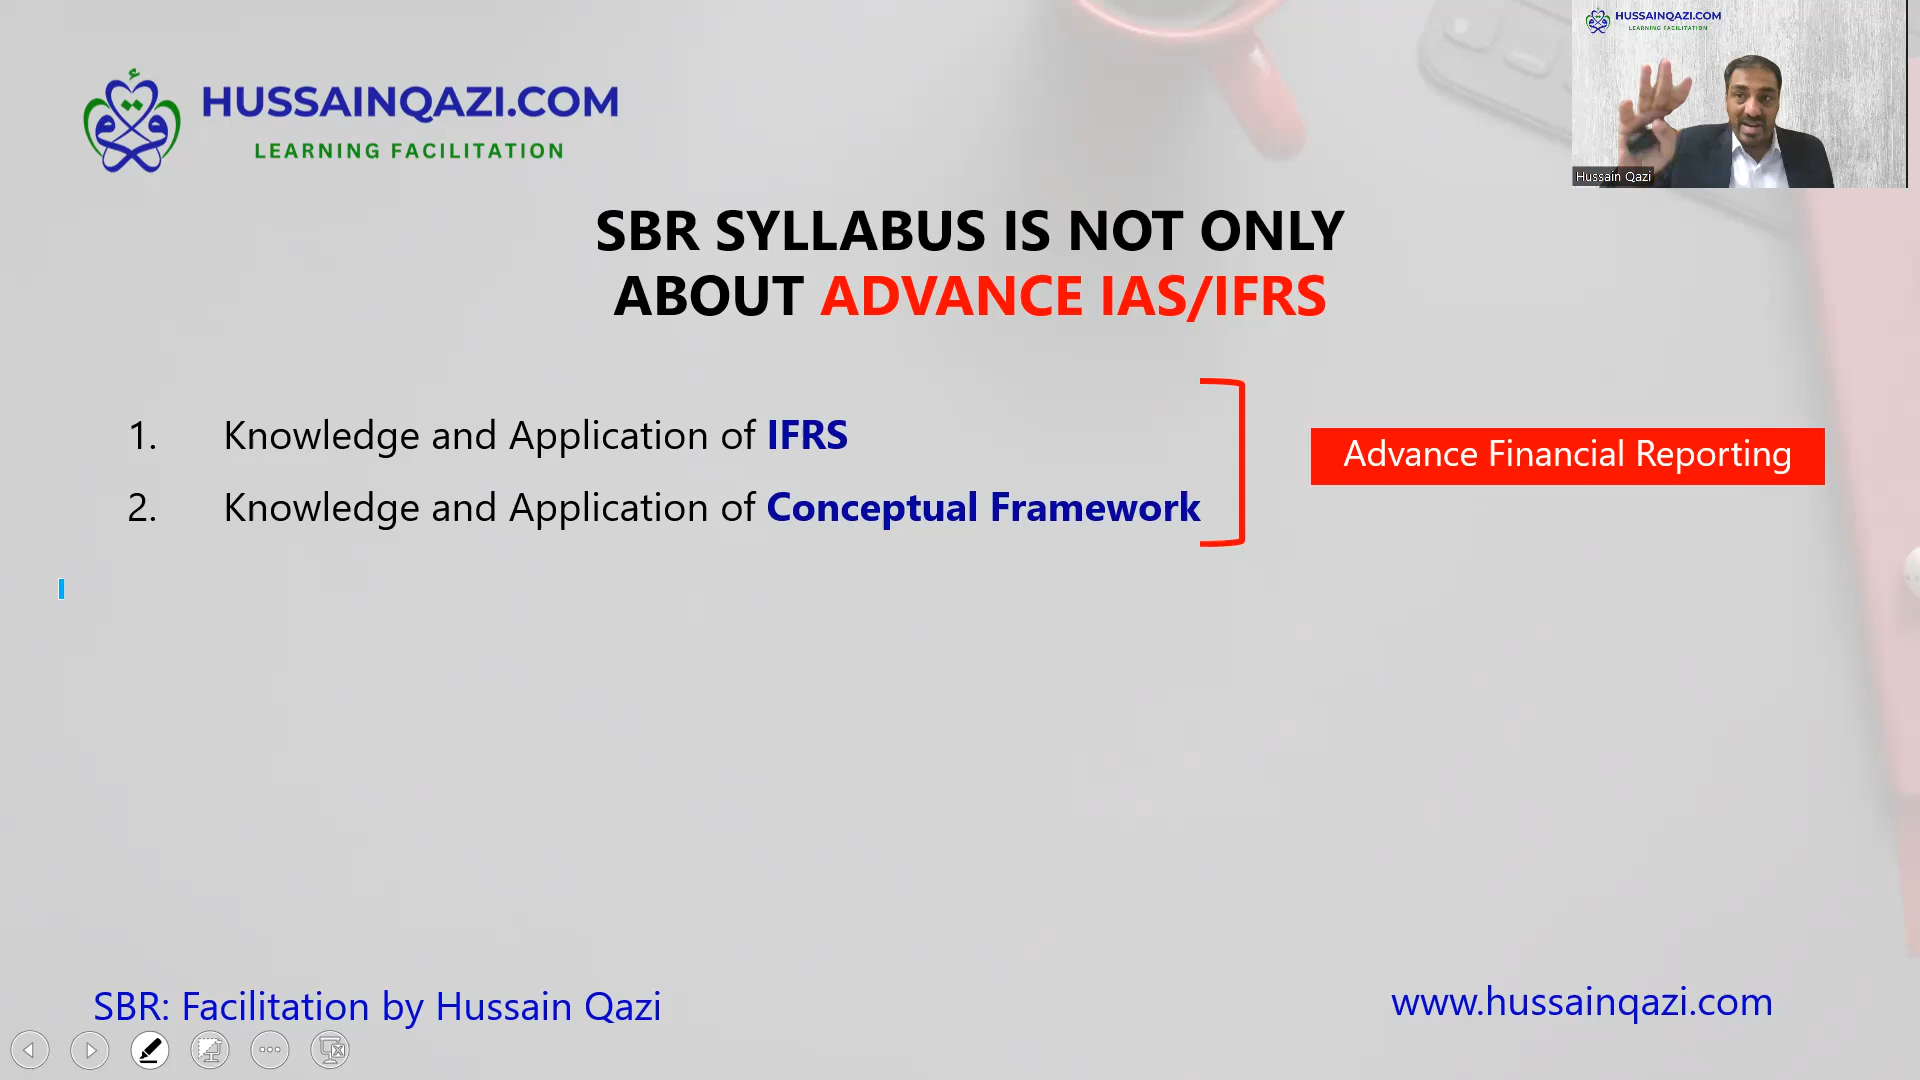 HUSSAINQAZI.COM
LEARNING FACILITATION
HUSSAINQAZI.COM
LEARNING FACILITATION
Hussain Qazi
SBR SYLLABUS IS NOT ONLY
ABOUT ADVANCE IAS/IFRS
1. Knowledge and Application of IFRS
2. Knowledge and Application of Conceptual Framework
Advance Financial Reporting
SBR: Facilitation by Hussain Qazi
www.hussainqazi.com